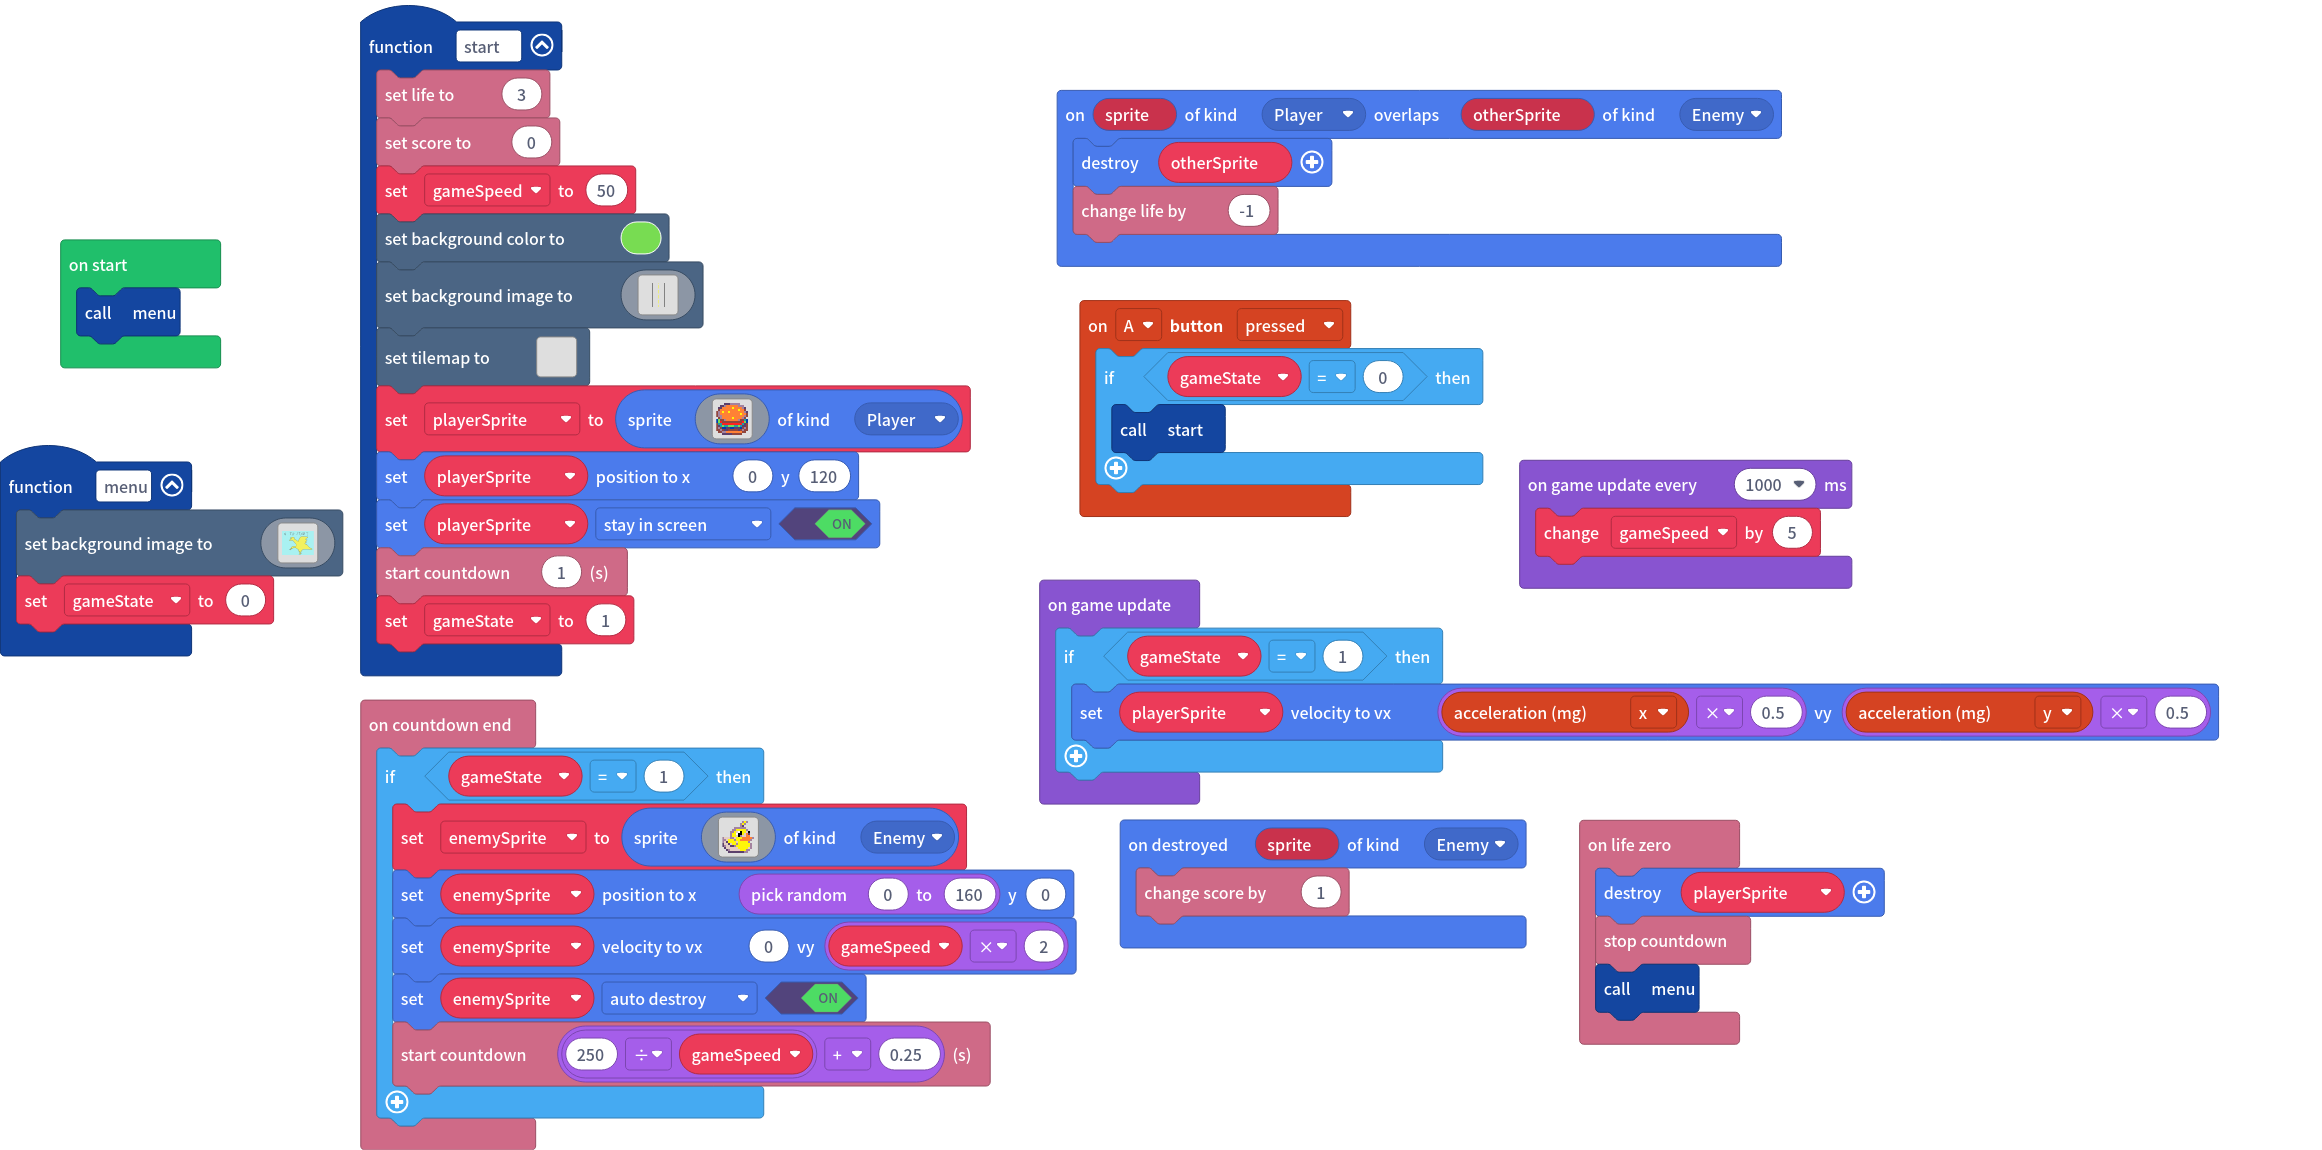 on start
call menu
function menu
set background image to
set gameState to 0
function start
set life to 3
set score to 0
set gameSpeed to 50
set background color to
set background image to
set tilemap to
set playerSprite to sprite of kind Player
set playerSprite position to x 0 y 120
set playerSprite stay in screen ON
start countdown 1 (s)
set gameState to 1
on countdown end
if gameState = 1 then
set enemySprite to sprite of kind Enemy
set enemySprite position to x pick random 0 to 160 y 0
set enemySprite velocity to vx 0 vy gameSpeed × 2
set enemySprite auto destroy ON
start countdown 250 ÷ gameSpeed + 0.25 (s)
on sprite of kind Player overlaps otherSprite of kind Enemy
destroy otherSprite
change life by -1
on A button pressed
if gameState = 0 then
call start
on game update every 1000 ms
change gameSpeed by 5
on game update
if gameState = 1 then
set playerSprite velocity to vx acceleration (mg) x × 0.5 vy acceleration (mg) y × 0.5
on destroyed sprite of kind Enemy
change score by 1
on life zero
destroy playerSprite
stop countdown
call menu